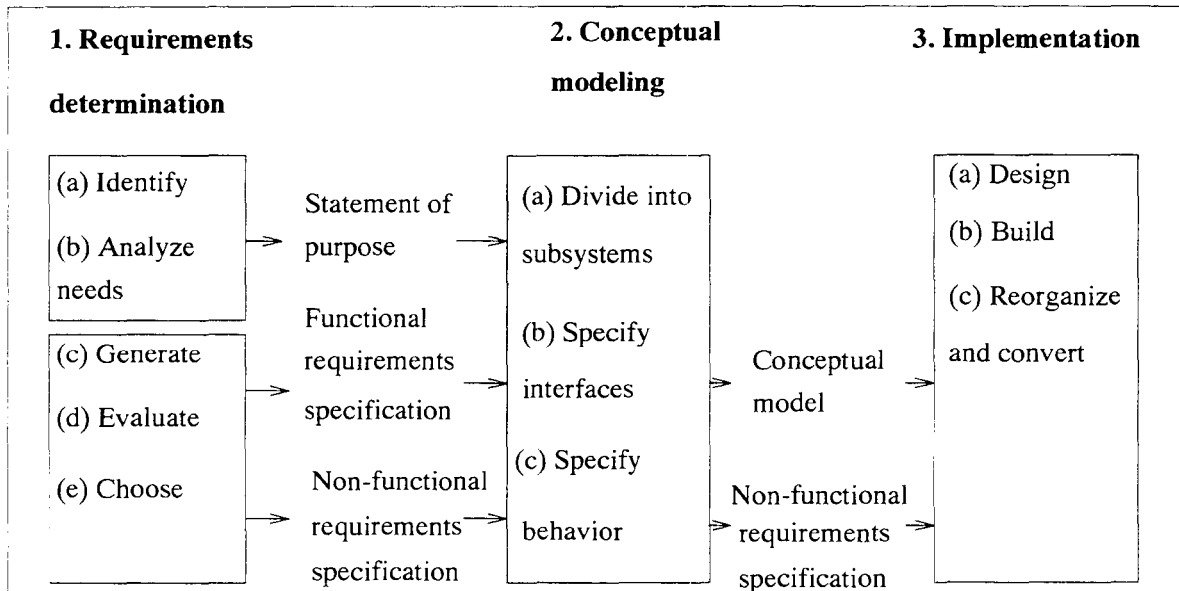 1. Requirements
determination
2. Conceptual
modeling
3. Implementation
(a) Identify
(b) Analyze
needs
(c) Generate
(d) Evaluate
(e) Choose
Statement of
purpose
Functional
requirements
specification
Non-functional
requirements
specification
(a) Divide into
subsystems
(b) Specify
interfaces
(c) Specify
behavior
Conceptual
model
Non-functional
requirements
specification
(a) Design
(b) Build
(c) Reorganize
and convert